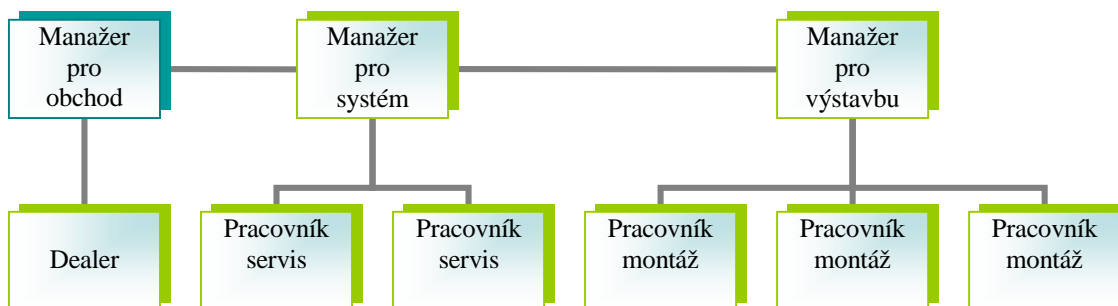 Manažer
pro
obchod
Manažer
pro
systém
Manažer
pro
výstavbu
Dealer
Pracovník
servis
Pracovník
servis
Pracovník
montáž
Pracovník
montáž
Pracovník
montáž